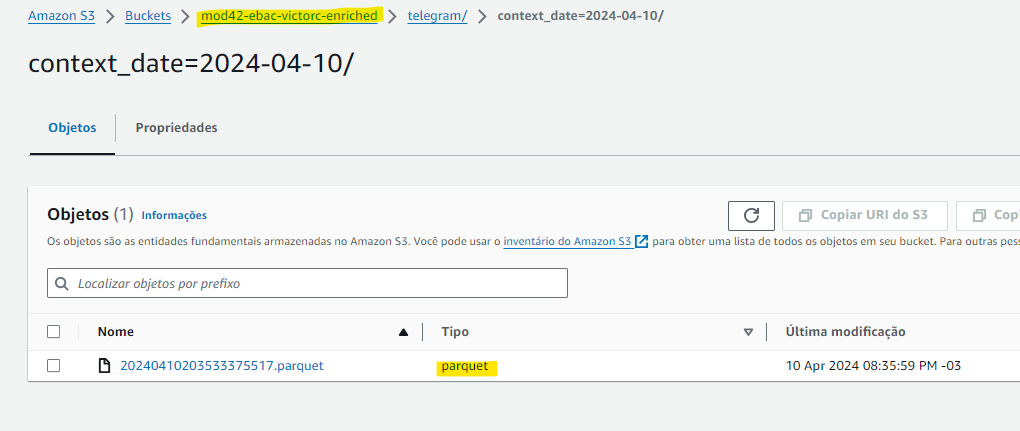 Amazon S3 > Buckets > mod42-ebac-victorc-enriched > telegram/ > context_date=2024-04-10/
context_date=2024-04-10/
Objetos Propriedades
Objetos (1) Informações
Copiar URI do S3 Copi
Os objetos são as entidades fundamentais armazenadas no Amazon S3. Você pode usar o inventário do Amazon S3 para obter uma lista de todos os objetos em seu bucket. Para outras pess
Localizar objetos por prefixo
Nome Tipo Última modificação
20240410203533375517.parquet parquet 10 Apr 2024 08:35:59 PM -03